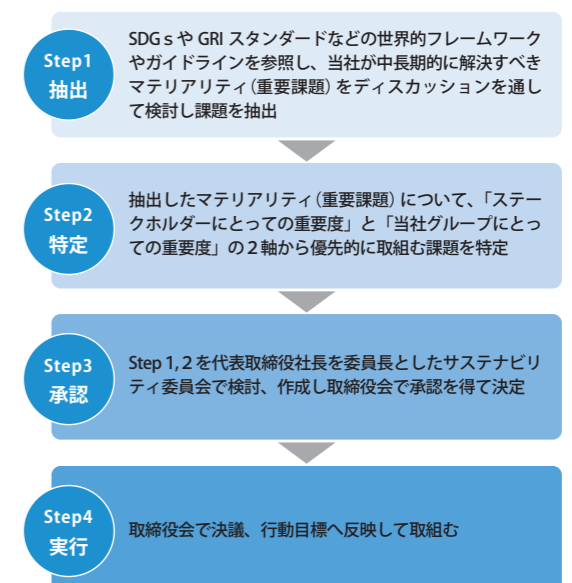 Step1
抽出
SDGｓや GRI スタンダードなどの世界的フレームワーク
やガイドラインを参照し、当社が中長期的に解決すべき
マテリアリティ（重要課題）をディスカッションを通し
て検討し課題を抽出
Step2
特定
抽出したマテリアリティ（重要課題）について、「ステー
クホルダーにとっての重要度」と「当社グループにとっ
ての重要度」の２軸から優先的に取組む課題を特定
Step3
承認
Step 1, 2 を代表取締役社長を委員長としたサステナビリ
ティ委員会で検討、作成し取締役会で承認を得て決定
Step4
実行
取締役会で決議、行動目標へ反映して取組む